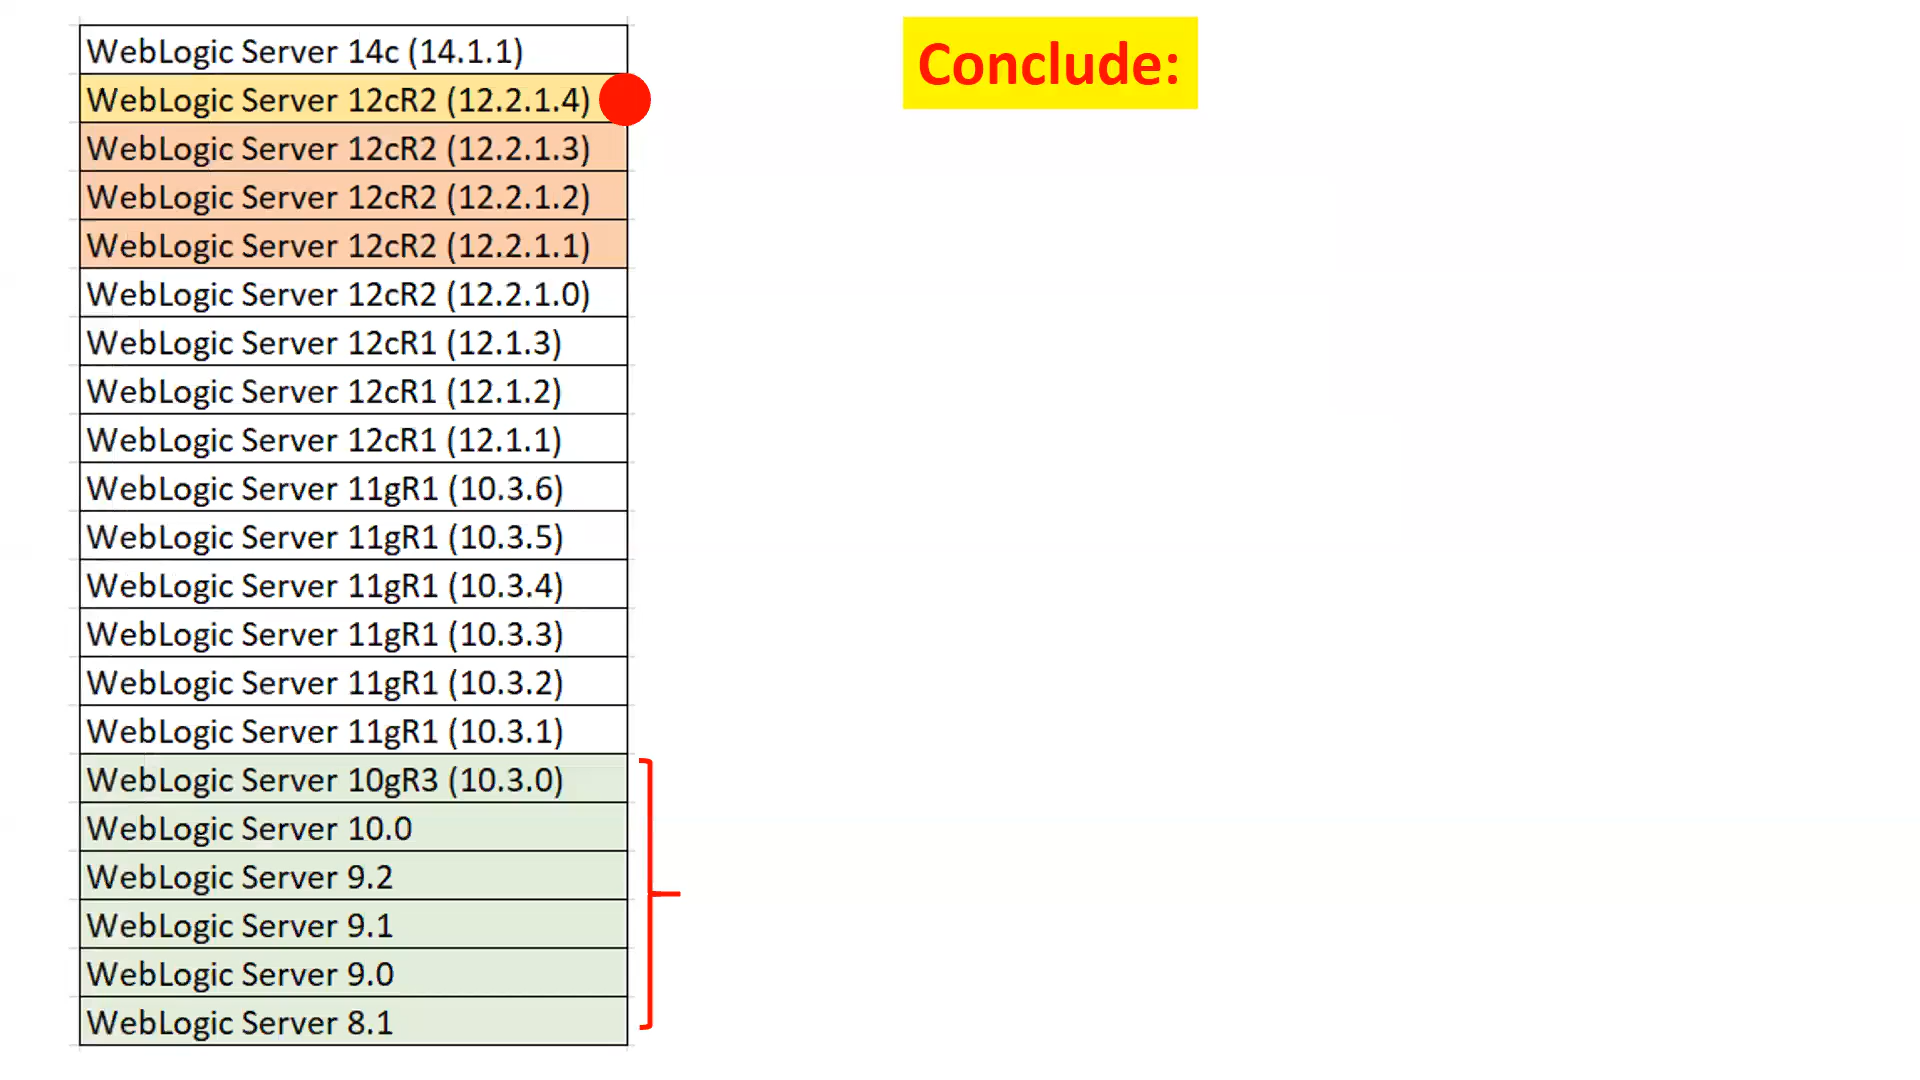 WebLogic Server 14c (14.1.1)
WebLogic Server 12cR2 (12.2.1.4)
WebLogic Server 12cR2 (12.2.1.3)
WebLogic Server 12cR2 (12.2.1.2)
WebLogic Server 12cR2 (12.2.1.1)
WebLogic Server 12cR2 (12.2.1.0)
WebLogic Server 12cR1 (12.1.3)
WebLogic Server 12cR1 (12.1.2)
WebLogic Server 12cR1 (12.1.1)
WebLogic Server 11gR1 (10.3.6)
WebLogic Server 11gR1 (10.3.5)
WebLogic Server 11gR1 (10.3.4)
WebLogic Server 11gR1 (10.3.3)
WebLogic Server 11gR1 (10.3.2)
WebLogic Server 11gR1 (10.3.1)
WebLogic Server 10gR3 (10.3.0)
WebLogic Server 10.0
WebLogic Server 9.2
WebLogic Server 9.1
WebLogic Server 9.0
WebLogic Server 8.1
Conclude: